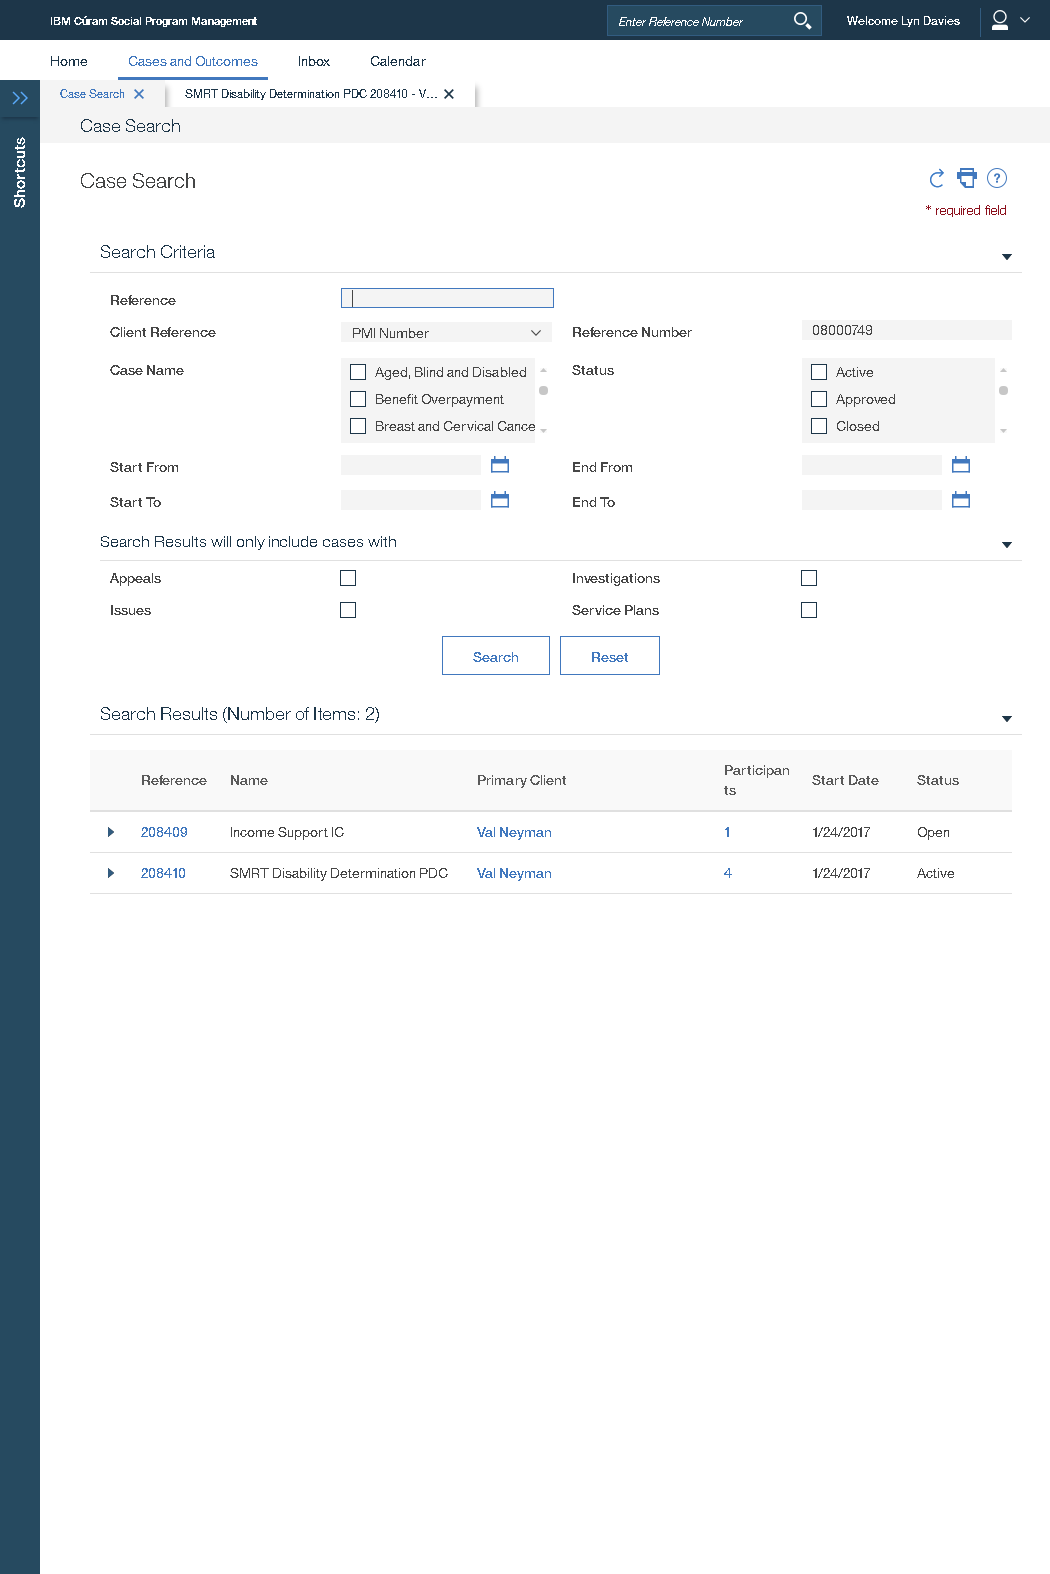 IBM Cúram Social Program Management
Enter Reference Number
Welcome Lyn Davies
Home Cases and Outcomes Inbox Calendar
Case Search SMRT Disability Determination PDC 208410 - V...
Shortcuts
Case Search
Case Search
?
* required field
Search Criteria
Reference
Client Reference PMI Number Reference Number 08000749
Case Name Aged, Blind and Disabled Status Active
Benefit Overpayment Approved
Breast and Cervical Cance Closed
Start From End From
Start To End To
Search Results will only include cases with
Appeals Investigations
Issues Service Plans
Search Reset
Search Results (Number of Items: 2)
Reference Name Primary Client Participan
ts Start Date Status
208409 Income Support IC Val Neyman 1 1/24/2017 Open
208410 SMRT Disability Determination PDC Val Neyman 4 1/24/2017 Active